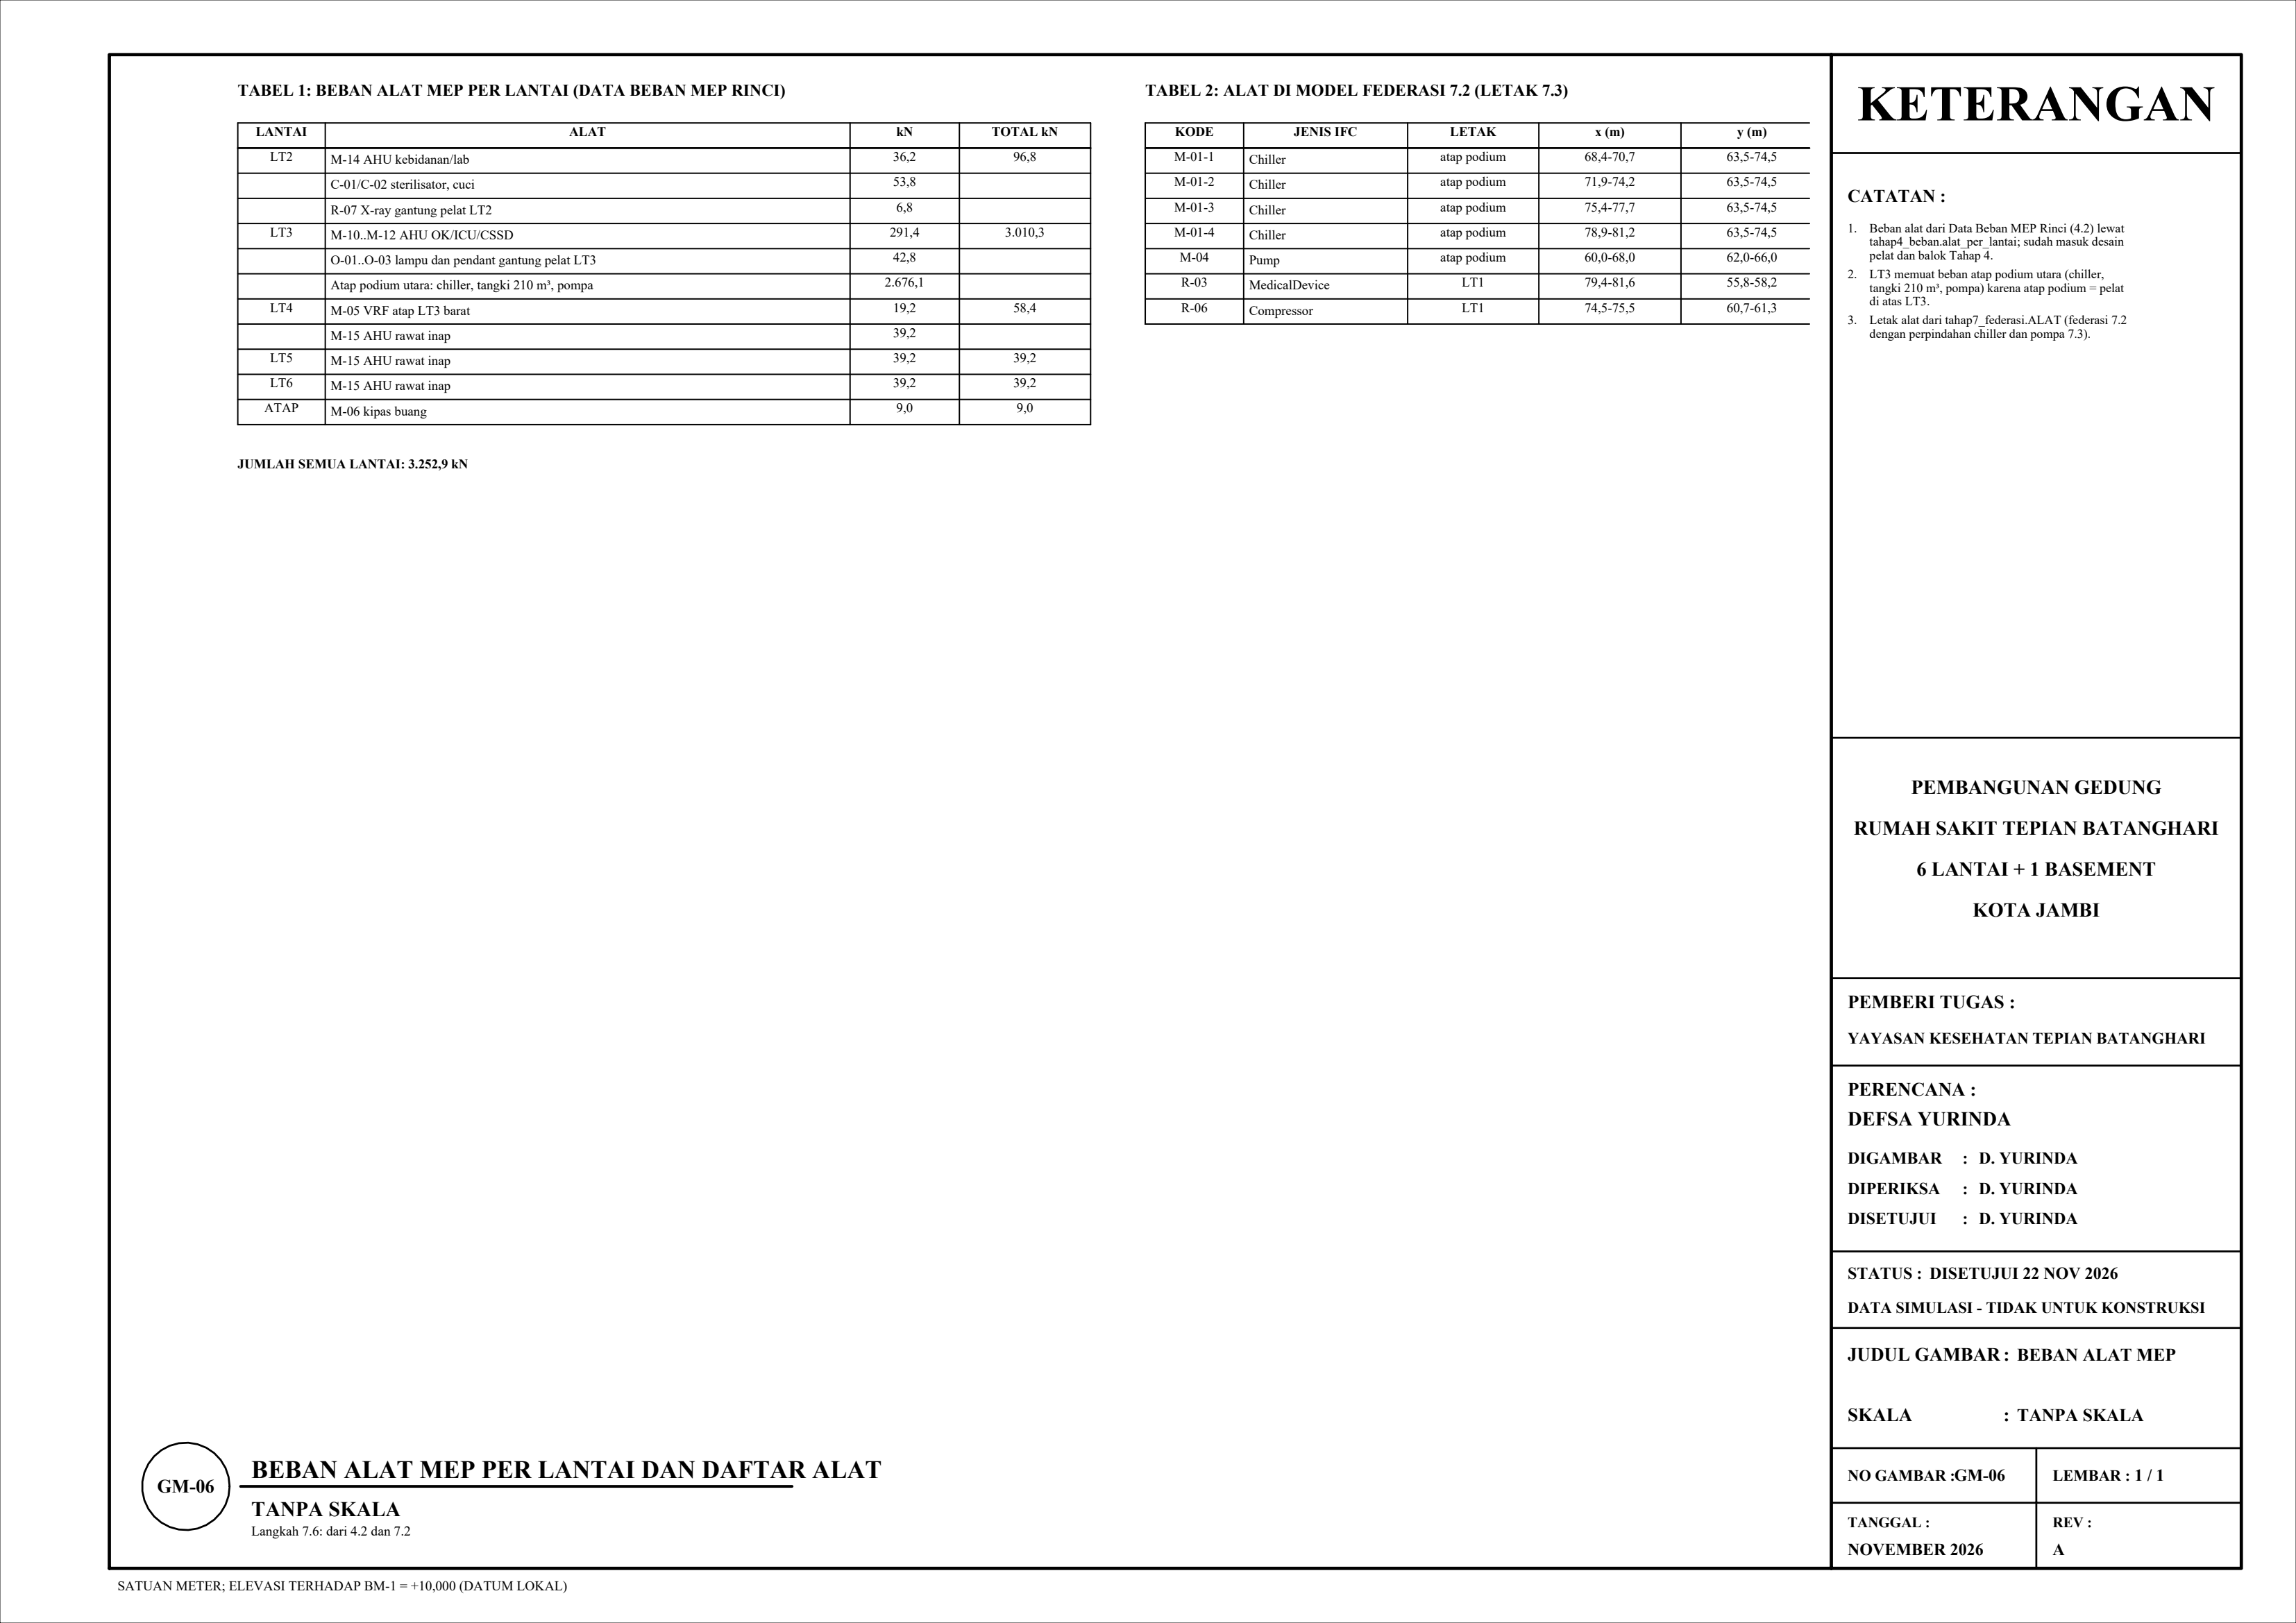 TABEL 1: BEBAN ALAT MEP PER LANTAI (DATA BEBAN MEP RINCI)
LANTAI ALAT kN TOTAL kN
LT2 M-14 AHU kebidanan/lab 36,2 96,8
C-01/C-02 sterilisator, cuci 53,8
R-07 X-ray gantung pelat LT2 6,8
LT3 M-10..M-12 AHU OK/ICU/CSSD 291,4 3.010,3
O-01..O-03 lampu dan pendant gantung pelat LT3 42,8
Atap podium utara: chiller, tangki 210 m³, pompa 2.676,1
LT4 M-05 VRF atap LT3 barat 19,2 58,4
M-15 AHU rawat inap 39,2
LT5 M-15 AHU rawat inap 39,2 39,2
LT6 M-15 AHU rawat inap 39,2 39,2
ATAP M-06 kipas buang 9,0 9,0
JUMLAH SEMUA LANTAI: 3.252,9 kN
TABEL 2: ALAT DI MODEL FEDERASI 7.2 (LETAK 7.3)
KODE JENIS IFC LETAK x (m) y (m)
M-01-1 Chiller atap podium 68,4-70,7 63,5-74,5
M-01-2 Chiller atap podium 71,9-74,2 63,5-74,5
M-01-3 Chiller atap podium 75,4-77,7 63,5-74,5
M-01-4 Chiller atap podium 78,9-81,2 63,5-74,5
M-04 Pump atap podium 60,0-68,0 62,0-66,0
R-03 MedicalDevice LT1 79,4-81,6 55,8-58,2
R-06 Compressor LT1 74,5-75,5 60,7-61,3
KETERANGAN
CATATAN :
1. Beban alat dari Data Beban MEP Rinci (4.2) lewat
tahap4_beban.alat_per_lantai; sudah masuk desain
pelat dan balok Tahap 4.
2. LT3 memuat beban atap podium utara (chiller,
tangki 210 m³, pompa) karena atap podium = pelat
di atas LT3.
3. Letak alat dari tahap7_federasi.ALAT (federasi 7.2
dengan perpindahan chiller dan pompa 7.3).
PEMBANGUNAN GEDUNG
RUMAH SAKIT TEPIAN BATANGHARI
6 LANTAI + 1 BASEMENT
KOTA JAMBI
PEMBERI TUGAS :
YAYASAN KESEHATAN TEPIAN BATANGHARI
PERENCANA :
DEFSA YURINDA
DIGAMBAR : D. YURINDA
DIPERIKSA : D. YURINDA
DISETUJUI : D. YURINDA
STATUS : DISETUJUI 22 NOV 2026
DATA SIMULASI - TIDAK UNTUK KONSTRUKSI
JUDUL GAMBAR : BEBAN ALAT MEP
SKALA : TANPA SKALA
NO GAMBAR :GM-06 LEMBAR : 1 / 1
TANGGAL : REV :
NOVEMBER 2026 A
GM-06
BEBAN ALAT MEP PER LANTAI DAN DAFTAR ALAT
TANPA SKALA
Langkah 7.6: dari 4.2 dan 7.2
SATUAN METER; ELEVASI TERHADAP BM-1 = +10,000 (DATUM LOKAL)